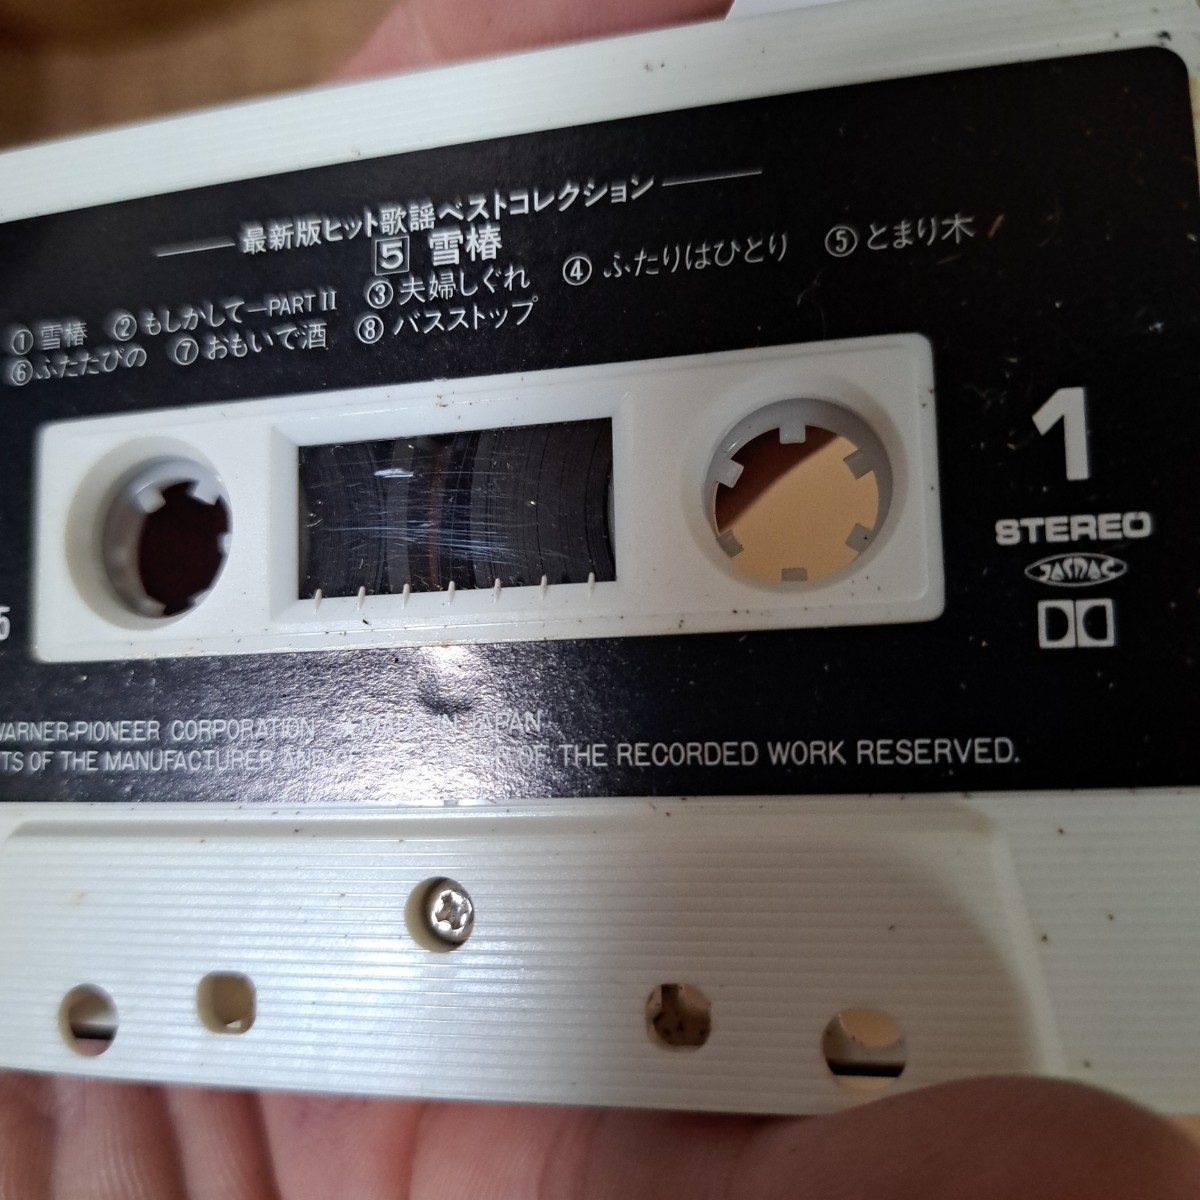 最新版ヒット歌謡ベストコレクション
5 雪椿
①雪椿 ②もしかして—PART II ③夫婦しぐれ ④ふたりはひとり ⑤とまり木
⑥ふたたびの ⑦おもいで酒 ⑧バスストップ
1
STEREO
JASRAC
5
WARNER-PIONEER CORPORATION ★ MADE IN JAPAN
TS OF THE MANUFACTURER AND OF THE RECORDED WORK RESERVED.